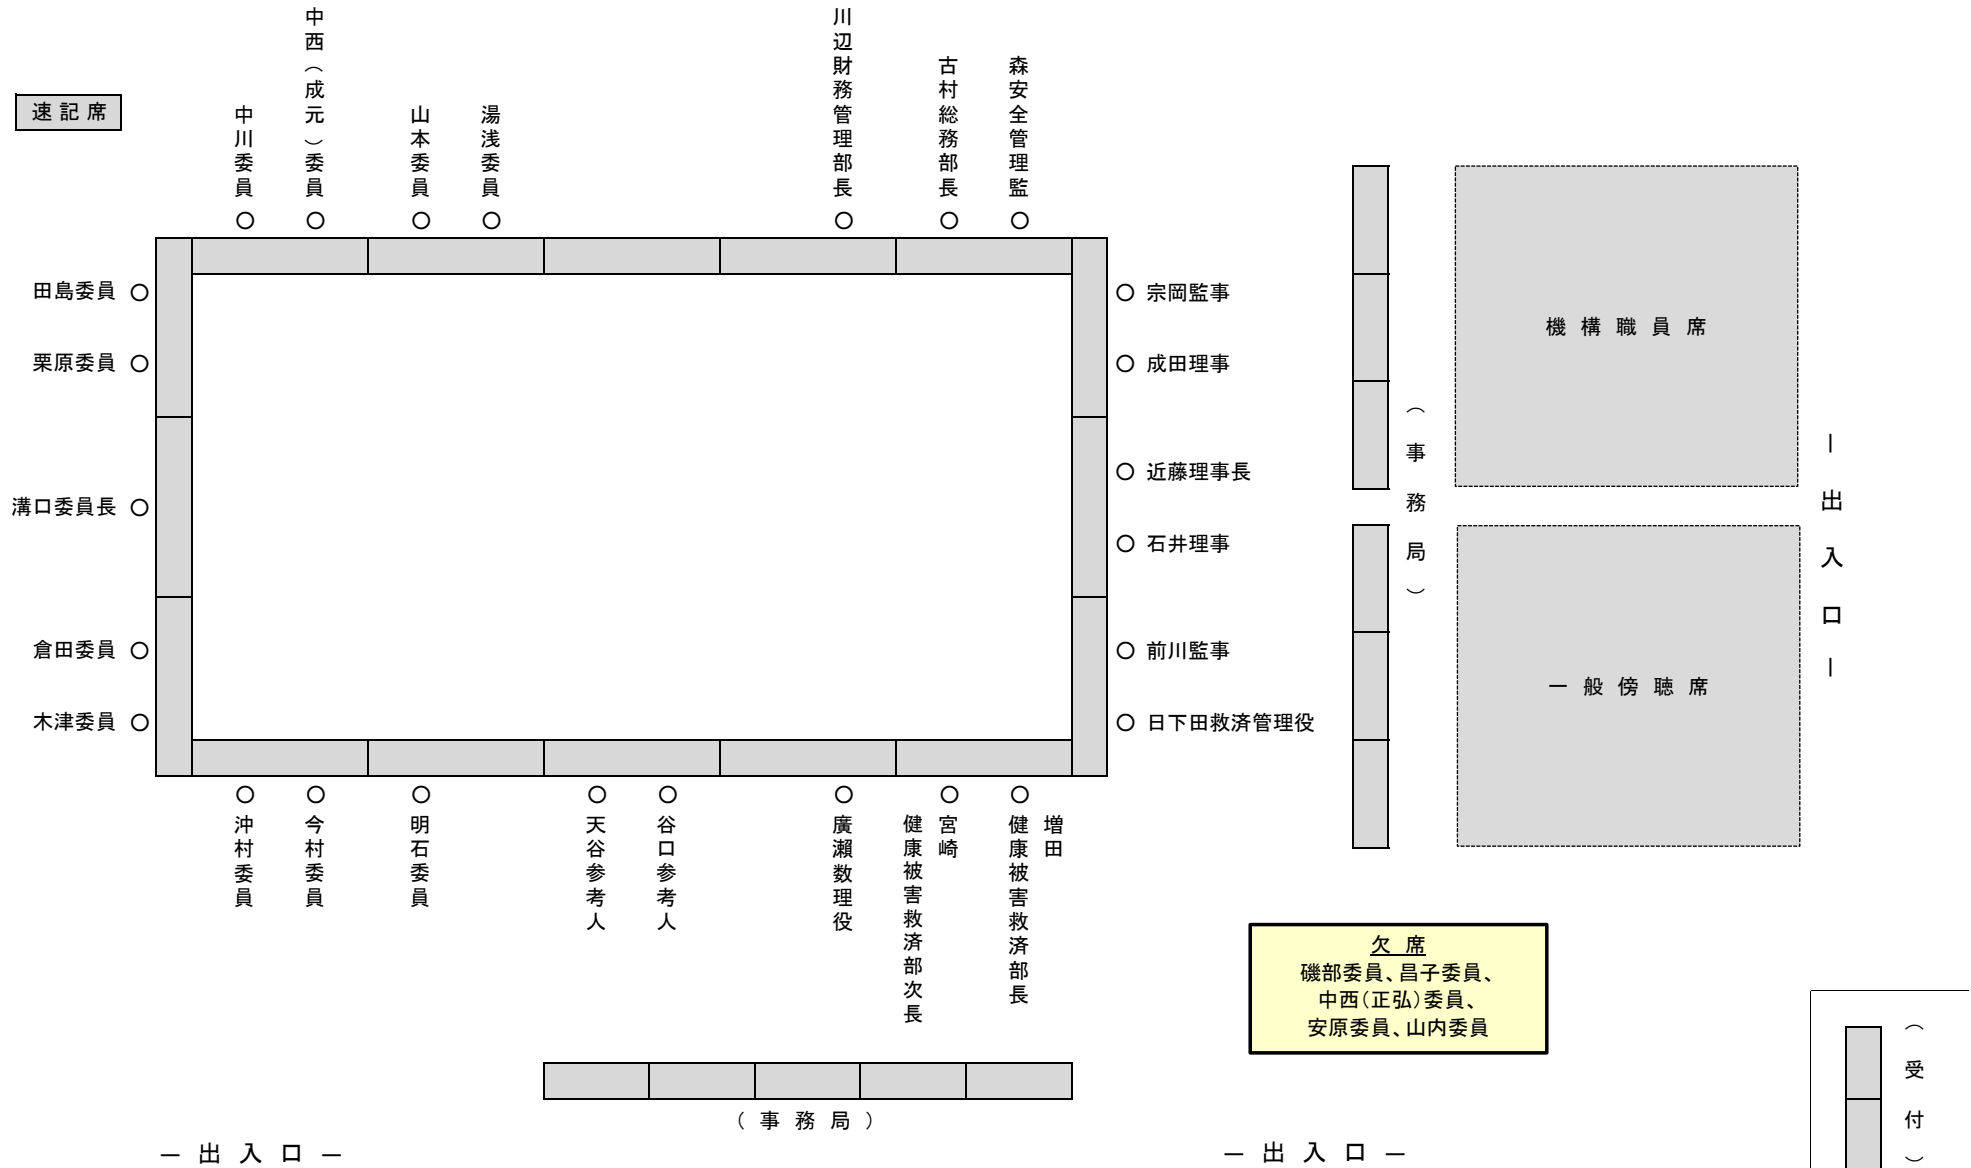 速記席
中川委員
中西（成元）委員
山本委員
湯浅委員
川辺財務管理部長
古村総務部長
森安全管理監
田島委員
栗原委員
溝口委員長
倉田委員
木津委員
宗岡監事
成田理事
近藤理事長
石井理事
前川監事
日下田救済管理役
沖村委員
今村委員
明石委員
天谷参考人
谷口参考人
廣瀬数理役
宮崎
健康被害救済部次長
増田
健康被害救済部長
（事務局）
機構職員席
一般傍聴席
―出入口―
欠席
磯部委員、昌子委員、
中西（正弘）委員、
安原委員、山内委員
（事務局）
― 出 入 口 ―
― 出 入 口 ―
（受付）